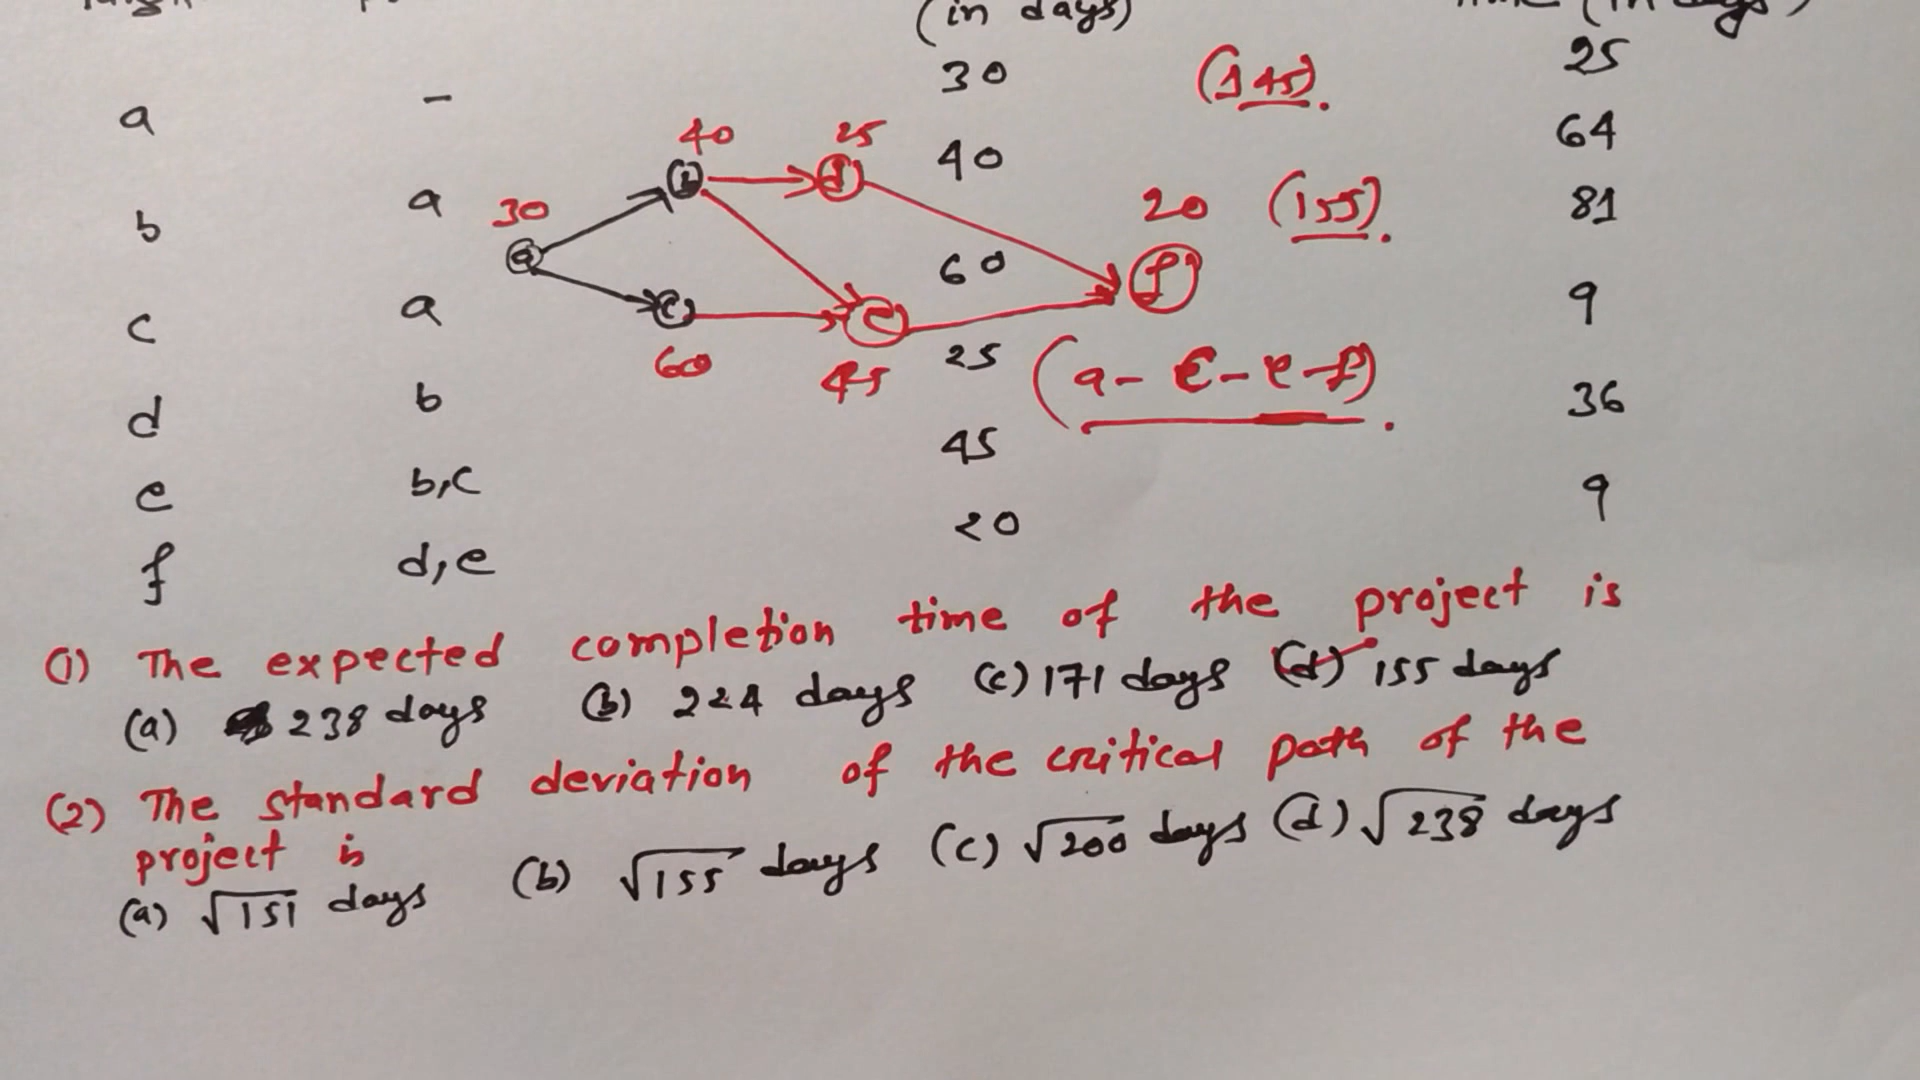 (in days)
a - 30 (145). 25
b a 40 64
c a 60 81
d b 25 9
e b,c 45 36
f d,e 20 9
40 25
30 b d 20 (155).
a f
c e
60 45 (a - c - e - f).
(1) The expected completion time of the project is
(a) 238 days (b) 224 days (c) 171 days (d) 155 days
(2) The standard deviation of the critical path of the
project is
(a) √151 days (b) √155 days (c) √200 days (d) √238 days